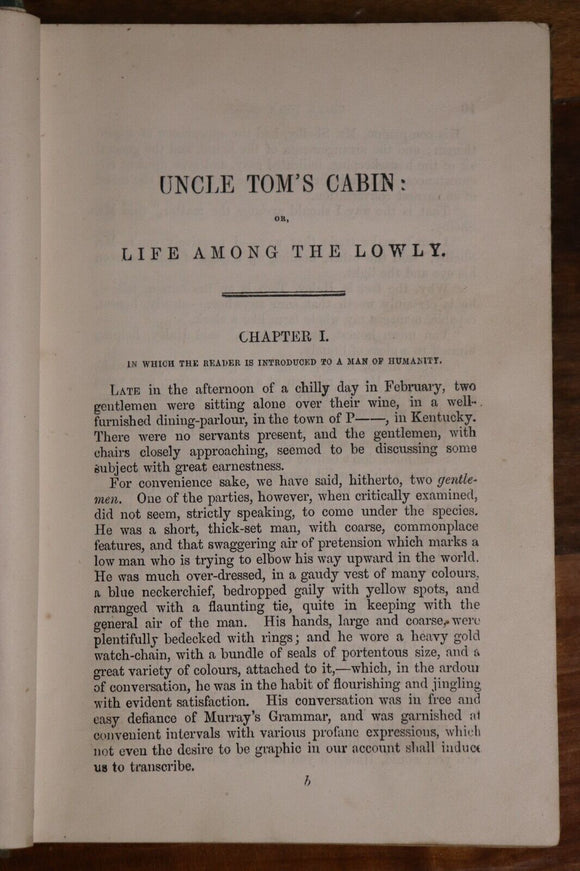 UNCLE TOM'S CABIN:
OR,
LIFE AMONG THE LOWLY.
CHAPTER I.
IN WHICH THE READER IS INTRODUCED TO A MAN OF HUMANITY.
LATE in the afternoon of a chilly day in February, two
gentlemen were sitting alone over their wine, in a well-
furnished dining-parlour, in the town of P——, in Kentucky.
There were no servants present, and the gentlemen, with
chairs closely approaching, seemed to be discussing some
subject with great earnestness.
For convenience sake, we have said, hitherto, two gentle-
men. One of the parties, however, when critically examined,
did not seem, strictly speaking, to come under the species.
He was a short, thick-set man, with coarse, commonplace
features, and that swaggering air of pretension which marks a
low man who is trying to elbow his way upward in the world.
He was much over-dressed, in a gaudy vest of many colours,
a blue neckerchief, bedropped gaily with yellow spots, and
arranged with a flaunting tie, quite in keeping with the
general air of the man. His hands, large and coarse, were
plentifully bedecked with rings; and he wore a heavy gold
watch-chain, with a bundle of seals of portentous size, and a
great variety of colours, attached to it,—which, in the ardour
of conversation, he was in the habit of flourishing and jingling
with evident satisfaction. His conversation was in free and
easy defiance of Murray's Grammar, and was garnished at
convenient intervals with various profane expressions, which
not even the desire to be graphic in our account shall induce
us to transcribe.
b